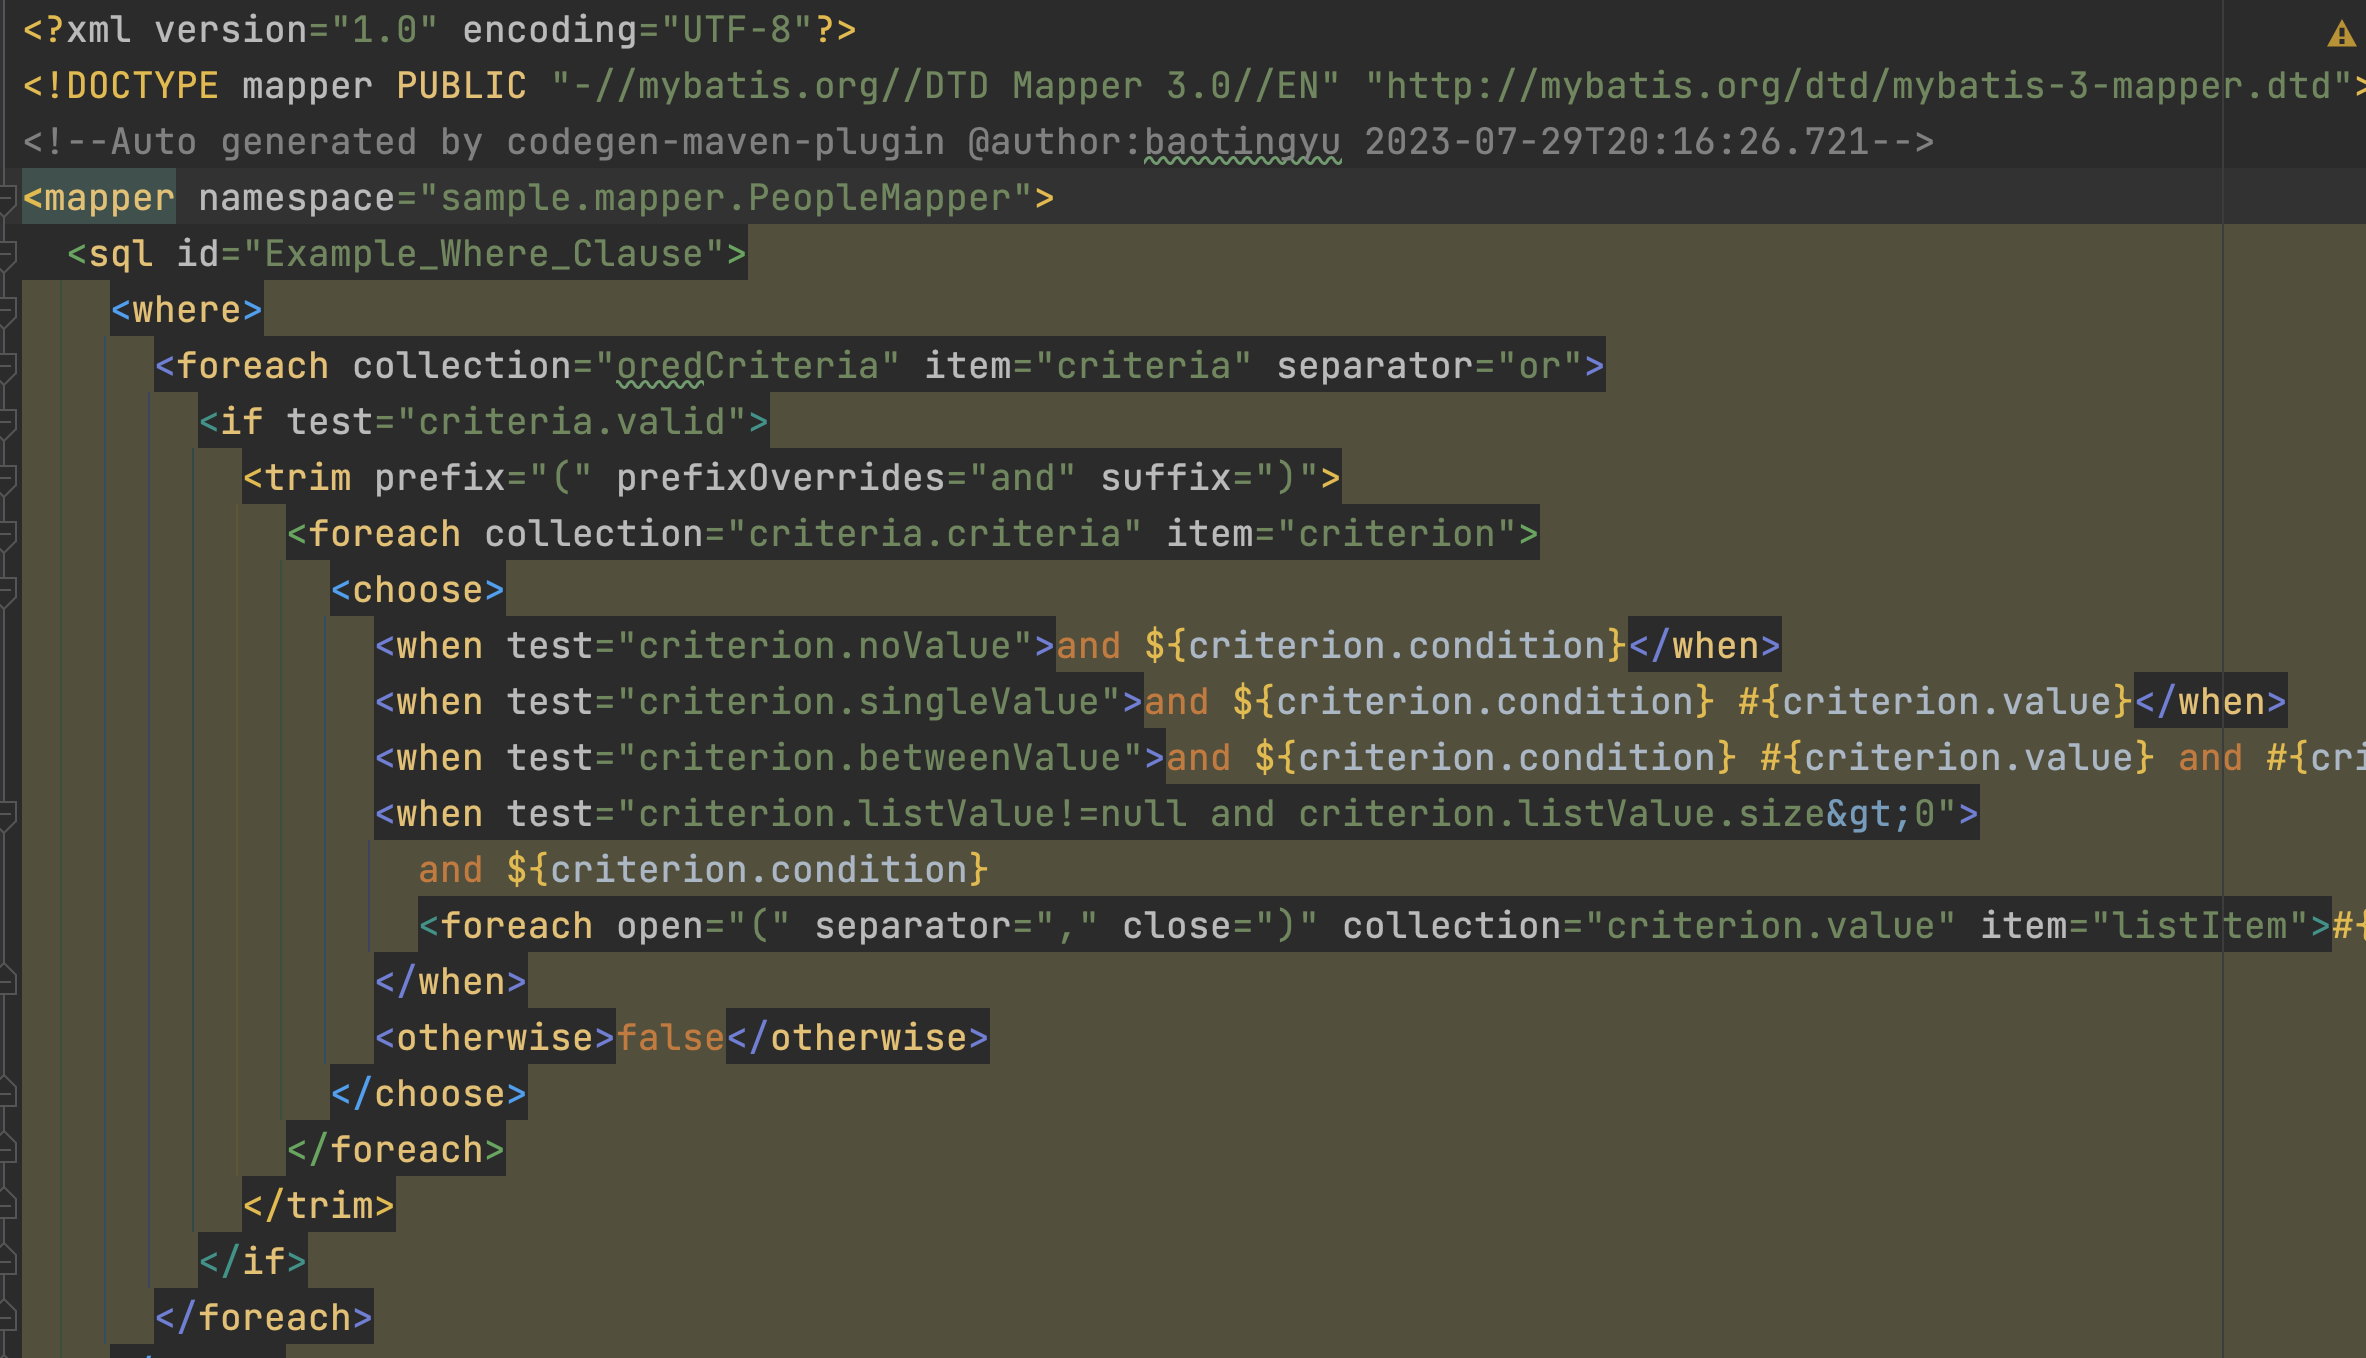 <?xml version="1.0" encoding="UTF-8"?>
<!DOCTYPE mapper PUBLIC "-//mybatis.org//DTD Mapper 3.0//EN" "http://mybatis.org/dtd/mybatis-3-mapper.dtd">
<!--Auto generated by codegen-maven-plugin @author:baotingyu 2023-07-29T20:16:26.721-->
<mapper namespace="sample.mapper.PeopleMapper">
<sql id="Example_Where_Clause">
<where>
<foreach collection="oredCriteria" item="criteria" separator="or">
<if test="criteria.valid">
<trim prefix="(" prefixOverrides="and" suffix=")">
<foreach collection="criteria.criteria" item="criterion">
<choose>
<when test="criterion.noValue">and ${criterion.condition}</when>
<when test="criterion.singleValue">and ${criterion.condition} #{criterion.value}</when>
<when test="criterion.betweenValue">and ${criterion.condition} #{criterion.value} and #{cri
<when test="criterion.listValue!=null and criterion.listValue.size&gt;0">
and ${criterion.condition}
<foreach open="(" separator="," close=")" collection="criterion.value" item="listItem">#{
</when>
<otherwise>false</otherwise>
</choose>
</foreach>
</trim>
</if>
</foreach>